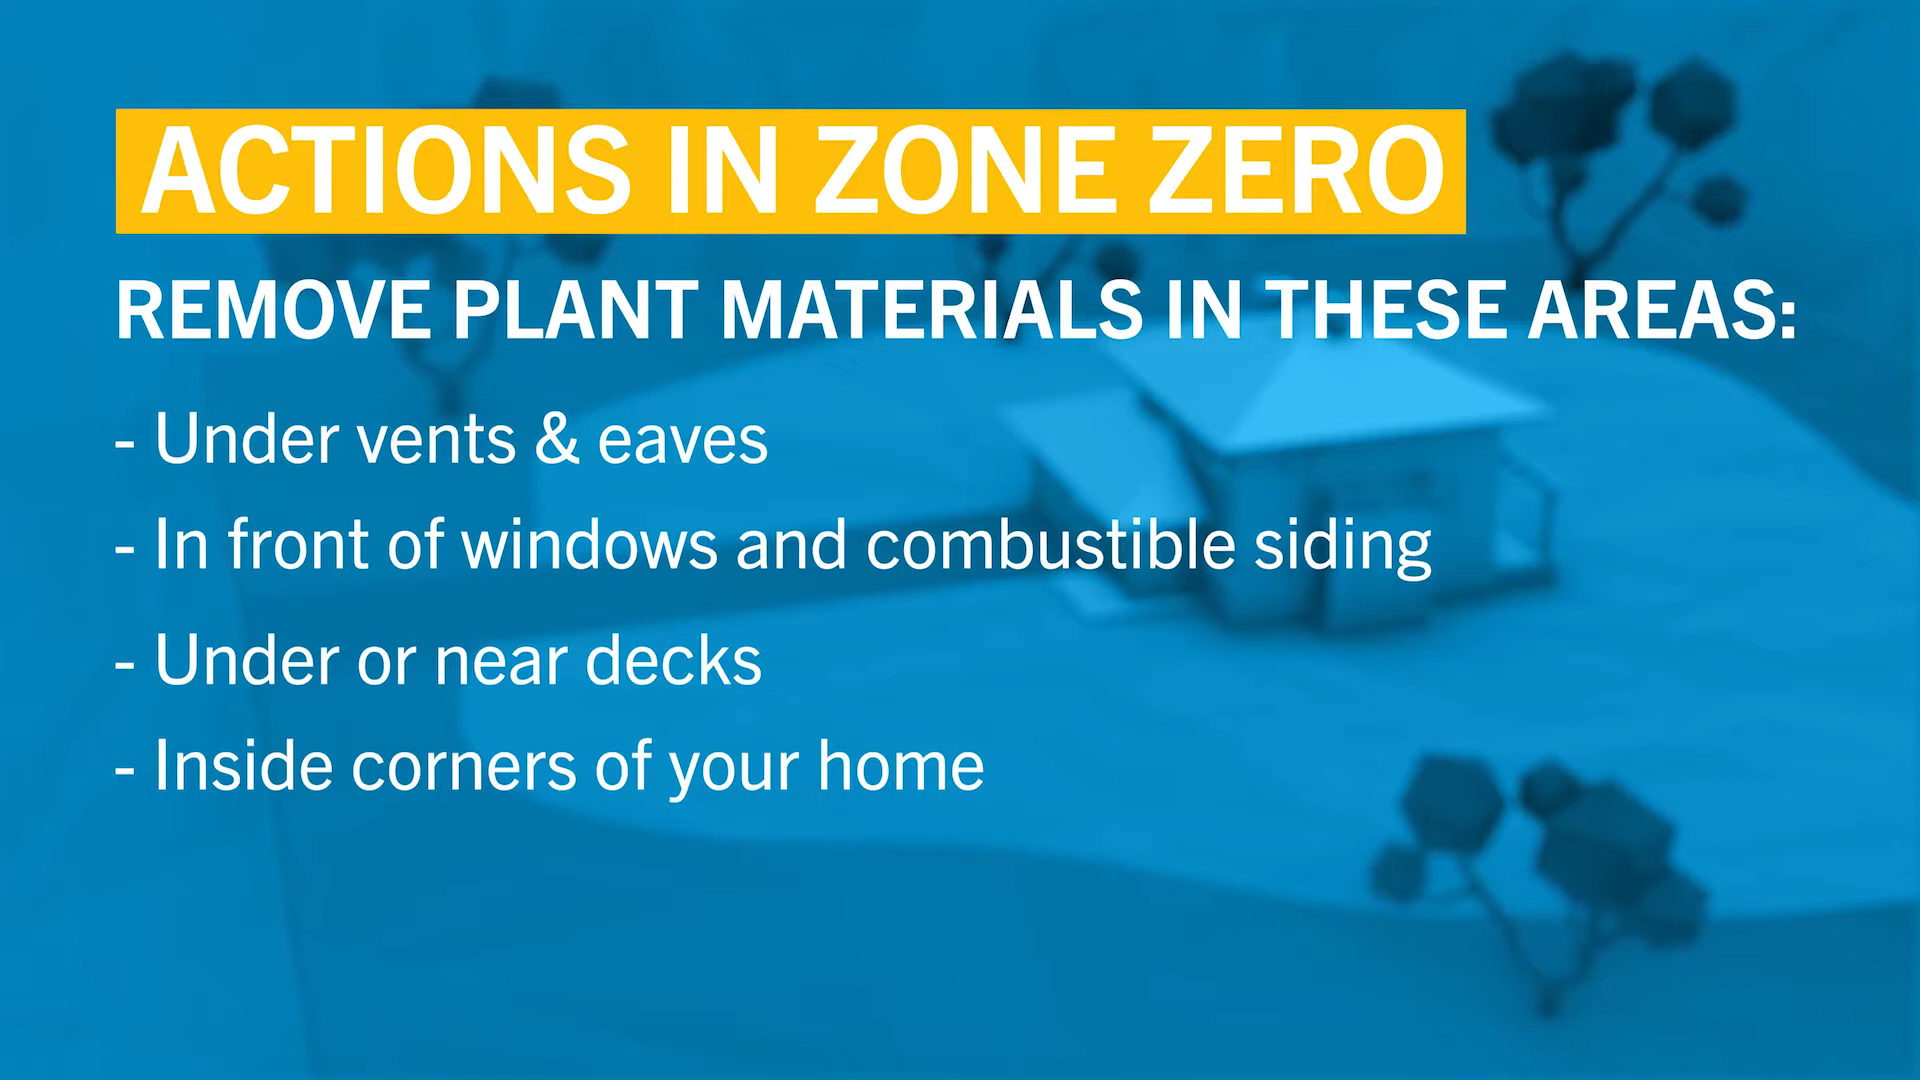 ACTIONS IN ZONE ZERO
REMOVE PLANT MATERIALS IN THESE AREAS:
- Under vents & eaves
- In front of windows and combustible siding
- Under or near decks
- Inside corners of your home